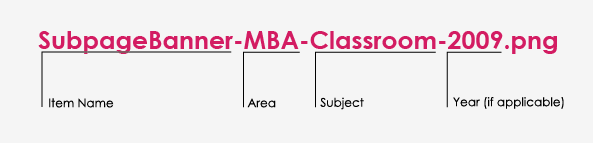 SubpageBanner-MBA-Classroom-2009.png
Item Name Area Subject Year (if applicable)